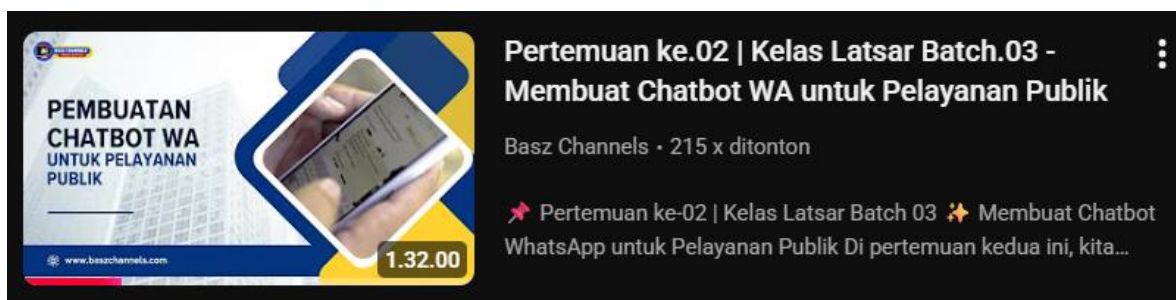 PEMBUATAN
CHATBOT WA
UNTUK PELAYANAN
PUBLIK
www.baszchannels.com
1.32.00
Pertemuan ke.02 | Kelas Latsar Batch.03 -
Membuat Chatbot WA untuk Pelayanan Publik
Basz Channels • 215 x ditonton
📌 Pertemuan ke-02 | Kelas Latsar Batch 03 ✨ Membuat Chatbot
WhatsApp untuk Pelayanan Publik Di pertemuan kedua ini, kita...